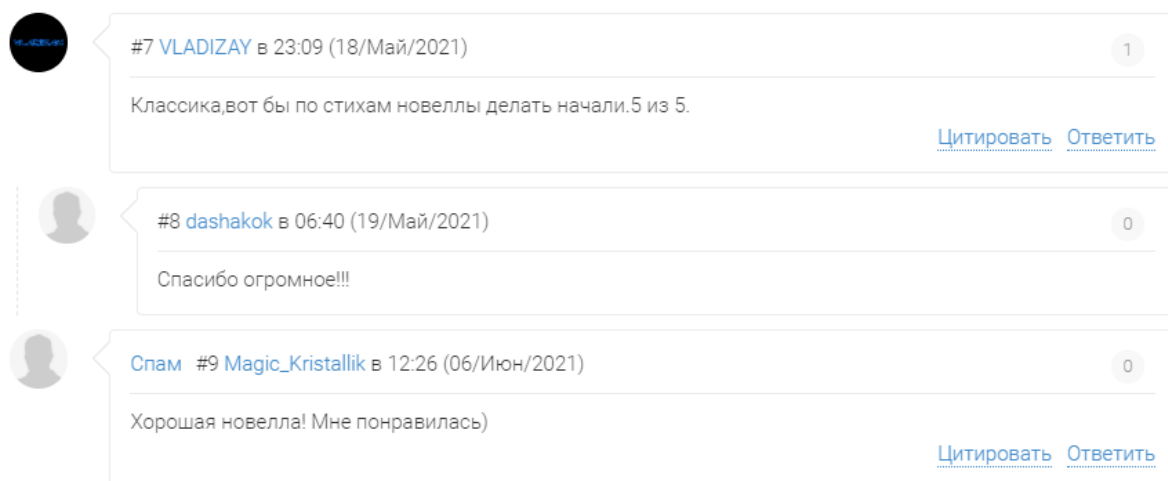 #7 VLADIZAY в 23:09 (18/Май/2021)
1
Классика,вот бы по стихам новеллы делать начали.5 из 5.
Цитировать Ответить
#8 dashakok в 06:40 (19/Май/2021)
0
Спасибо огромное!!!
Спам #9 Magic_Kristallik в 12:26 (06/Июн/2021)
0
Хорошая новелла! Мне понравилась)
Цитировать Ответить